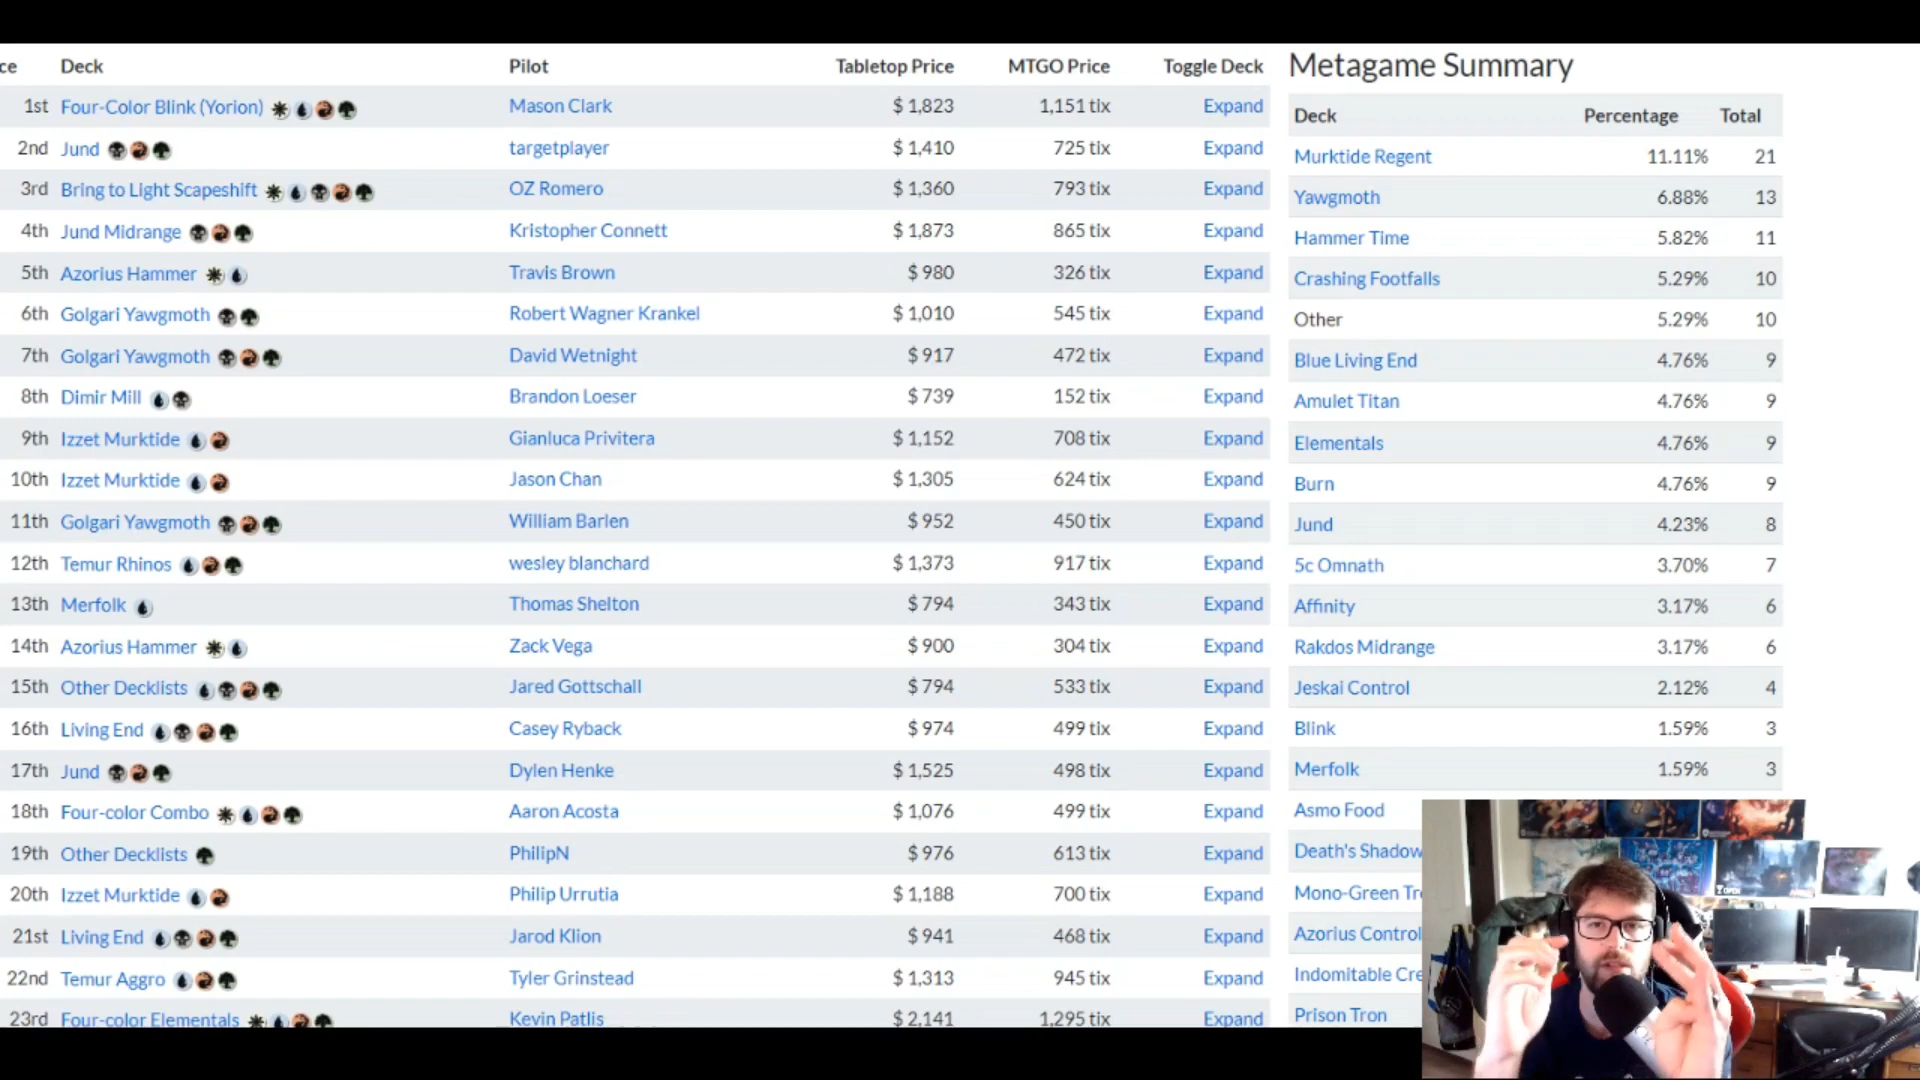 ce Deck Pilot Tabletop Price MTGO Price Toggle Deck
1st Four-Color Blink (Yorion) Mason Clark $ 1,823 1,151 tix Expand
2nd Jund targetplayer $ 1,410 725 tix Expand
3rd Bring to Light Scapeshift OZ Romero $ 1,360 793 tix Expand
4th Jund Midrange Kristopher Connett $ 1,873 865 tix Expand
5th Azorius Hammer Travis Brown $ 980 326 tix Expand
6th Golgari Yawgmoth Robert Wagner Krankel $ 1,010 545 tix Expand
7th Golgari Yawgmoth David Wetnight $ 917 472 tix Expand
8th Dimir Mill Brandon Loeser $ 739 152 tix Expand
9th Izzet Murktide Gianluca Privitera $ 1,152 708 tix Expand
10th Izzet Murktide Jason Chan $ 1,305 624 tix Expand
11th Golgari Yawgmoth William Barlen $ 952 450 tix Expand
12th Temur Rhinos wesley blanchard $ 1,373 917 tix Expand
13th Merfolk Thomas Shelton $ 794 343 tix Expand
14th Azorius Hammer Zack Vega $ 900 304 tix Expand
15th Other Decklists Jared Gottschall $ 794 533 tix Expand
16th Living End Casey Ryback $ 974 499 tix Expand
17th Jund Dylen Henke $ 1,525 498 tix Expand
18th Four-color Combo Aaron Acosta $ 1,076 499 tix Expand
19th Other Decklists PhilipN $ 976 613 tix Expand
20th Izzet Murktide Philip Urrutia $ 1,188 700 tix Expand
21st Living End Jarod Klion $ 941 468 tix Expand
22nd Temur Aggro Tyler Grinstead $ 1,313 945 tix Expand
23rd Four-color Elementals Kevin Patlis $ 2,141 1,295 tix Expand
Metagame Summary
Deck Percentage Total
Murktide Regent 11.11% 21
Yawgmoth 6.88% 13
Hammer Time 5.82% 11
Crashing Footfalls 5.29% 10
Other 5.29% 10
Blue Living End 4.76% 9
Amulet Titan 4.76% 9
Elementals 4.76% 9
Burn 4.76% 9
Jund 4.23% 8
5c Omnath 3.70% 7
Affinity 3.17% 6
Rakdos Midrange 3.17% 6
Jeskai Control 2.12% 4
Blink 1.59% 3
Merfolk 1.59% 3
Asmo Food
Death's Shadow
Mono-Green Tr
Azorius Control
Indomitable Cre
Prison Tron